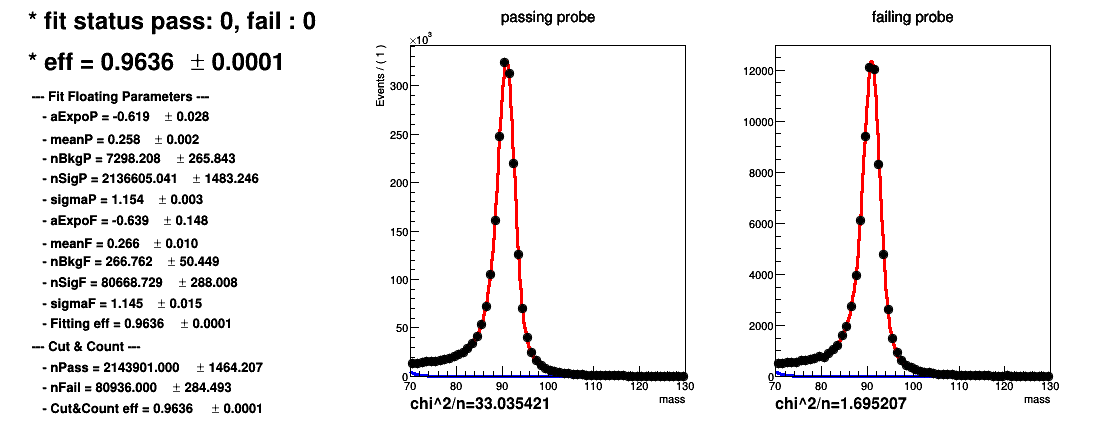 * fit status pass: 0, fail : 0
* eff = 0.9636 ± 0.0001
--- Fit Floating Parameters ---
- aExpoP = -0.619 ± 0.028
- meanP = 0.258 ± 0.002
- nBkgP = 7298.208 ± 265.843
- nSigP = 2136605.041 ± 1483.246
- sigmaP = 1.154 ± 0.003
- aExpoF = -0.639 ± 0.148
- meanF = 0.266 ± 0.010
- nBkgF = 266.762 ± 50.449
- nSigF = 80668.729 ± 288.008
- sigmaF = 1.145 ± 0.015
- Fitting eff = 0.9636 ± 0.0001
--- Cut & Count ---
- nPass = 2143901.000 ± 1464.207
- nFail = 80936.000 ± 284.493
- Cut&Count eff = 0.9636 ± 0.0001
passing probe
×10³
Events / ( 1 )
300
250
200
150
100
50
0
70 80 90 100 110 120 130
mass
chi^2/n=33.035421
failing probe
12000
10000
8000
6000
4000
2000
0
70 80 90 100 110 120 130
mass
chi^2/n=1.695207